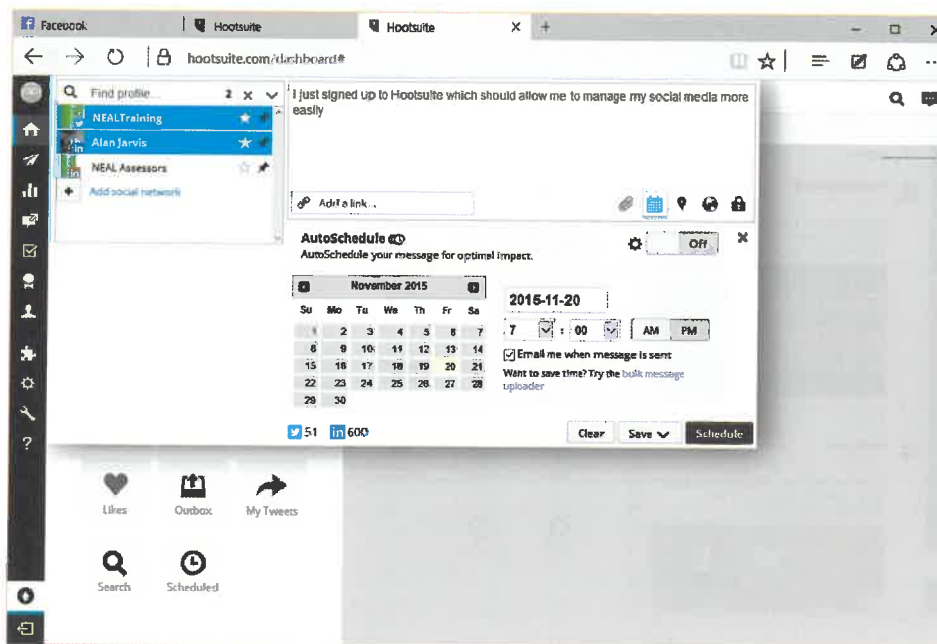 Facebook
Hootsuite
Hootsuite
hootsuite.com/dashboard#
Find profile...
2
NEALTraining
Alan Jarvis
NEAL Assessors
Add social network
I just signed up to Hootsuite which should allow me to manage my social media more
easily
Add a link...
AutoSchedule
Off
AutoSchedule your message for optimal impact.
November 2015
Su Mo Tu We Th Fr Sa
1 2 3 4 5 6 7
8 9 10 11 12 13 14
15 16 17 18 19 20 21
22 23 24 25 26 27 28
29 30
2015-11-20
7 : 00 AM PM
Email me when message is sent
Want to save time? Try the bulk message
uploader
51 in 600
Clear Save Schedule
Likes Outbox My Tweets
Search Scheduled